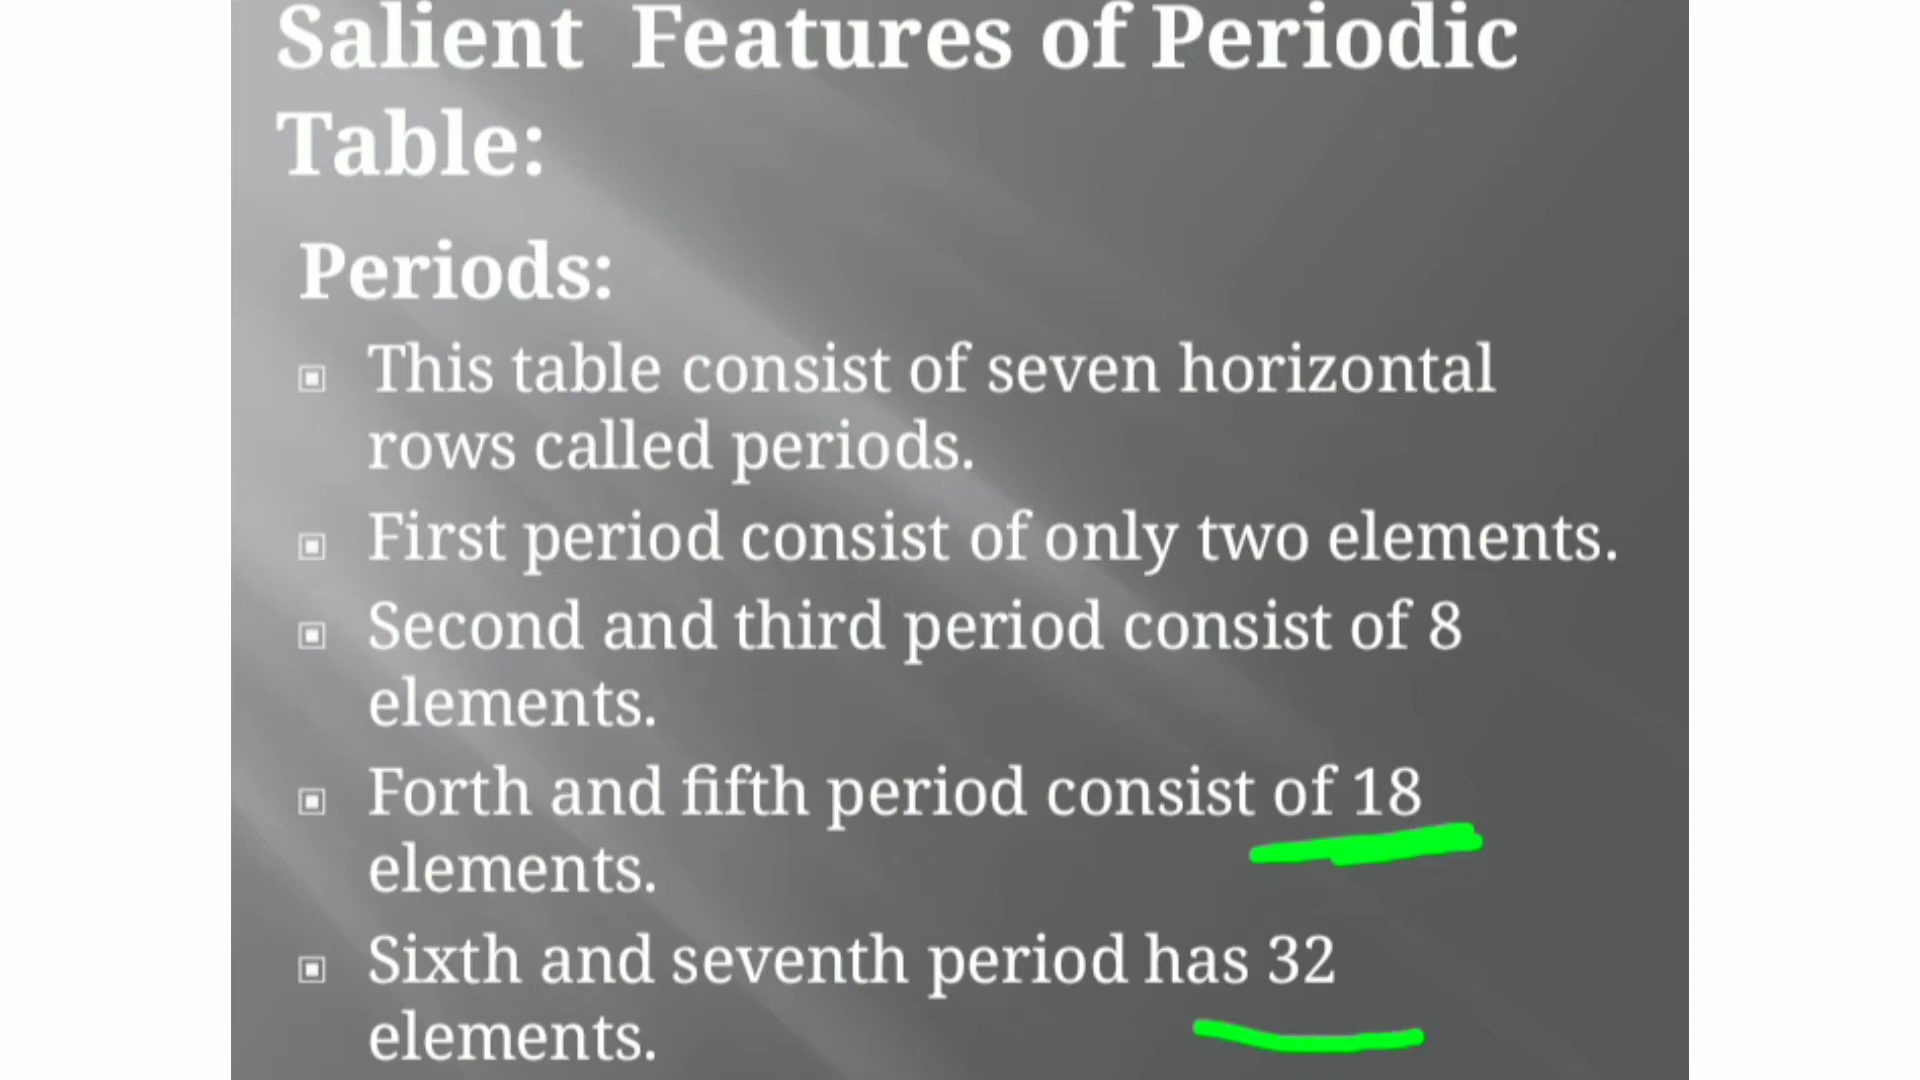 Salient Features of Periodic
Table:
Periods:
This table consist of seven horizontal
rows called periods.
First period consist of only two elements.
Second and third period consist of 8
elements.
Forth and fifth period consist of 18
elements.
Sixth and seventh period has 32
elements.